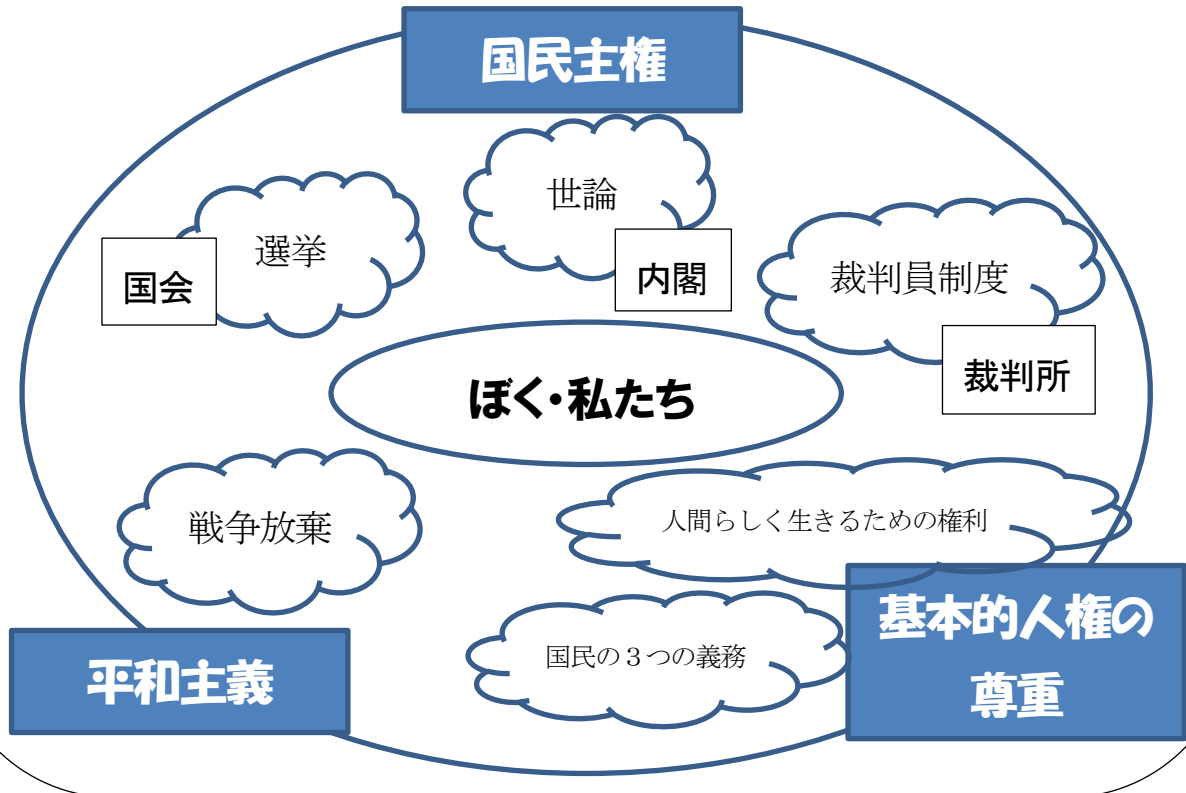 国民主権
世論
選挙
裁判員制度
国会
内閣
裁判所
ぼく・私たち
戦争放棄
人間らしく生きるための権利
基本的人権の
尊重
国民の３つの義務
平和主義